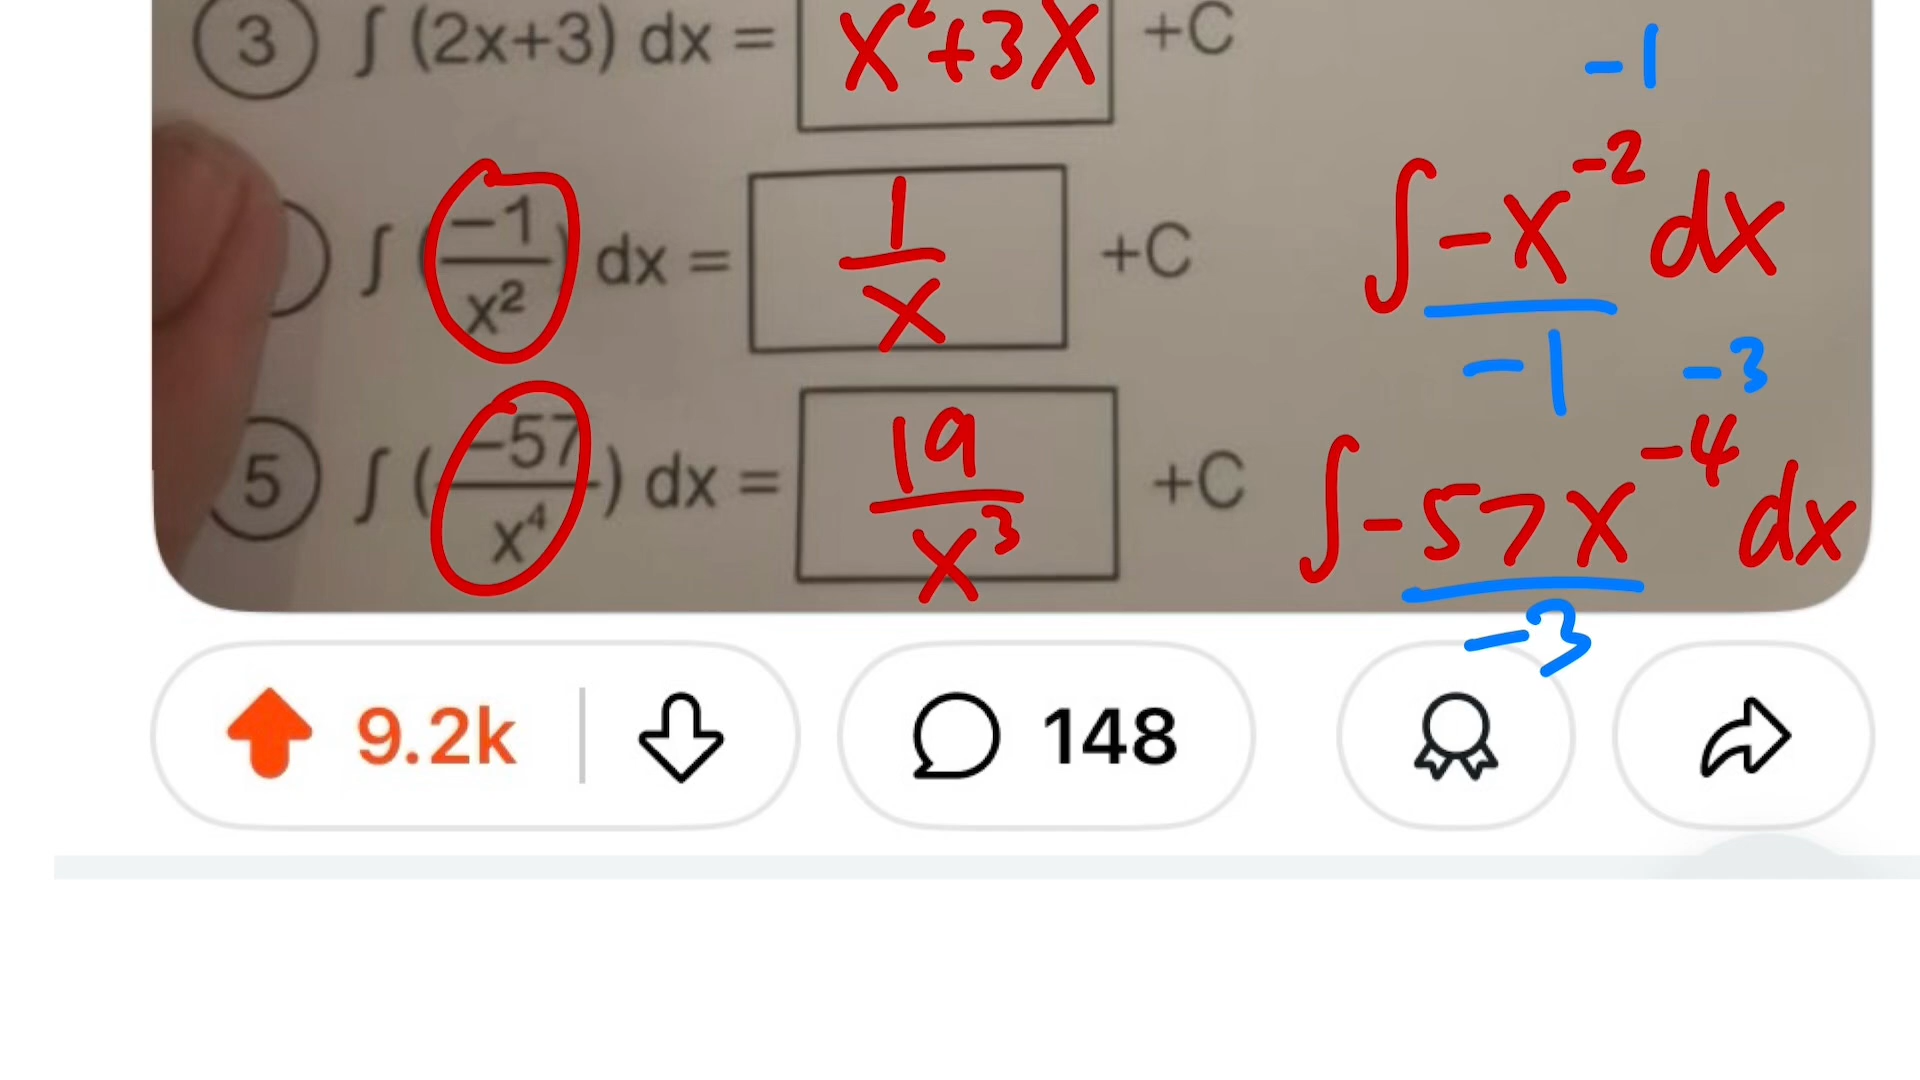 ③ ∫ (2x+3) dx = x²+3x +C
-1
∫ (-1/x²) dx = 1/x +C ∫-x⁻² dx
-1
-3
⑤ ∫ (-57/x⁴) dx = 19/x³ +C ∫-57x⁻⁴ dx
-3
9.2k 148